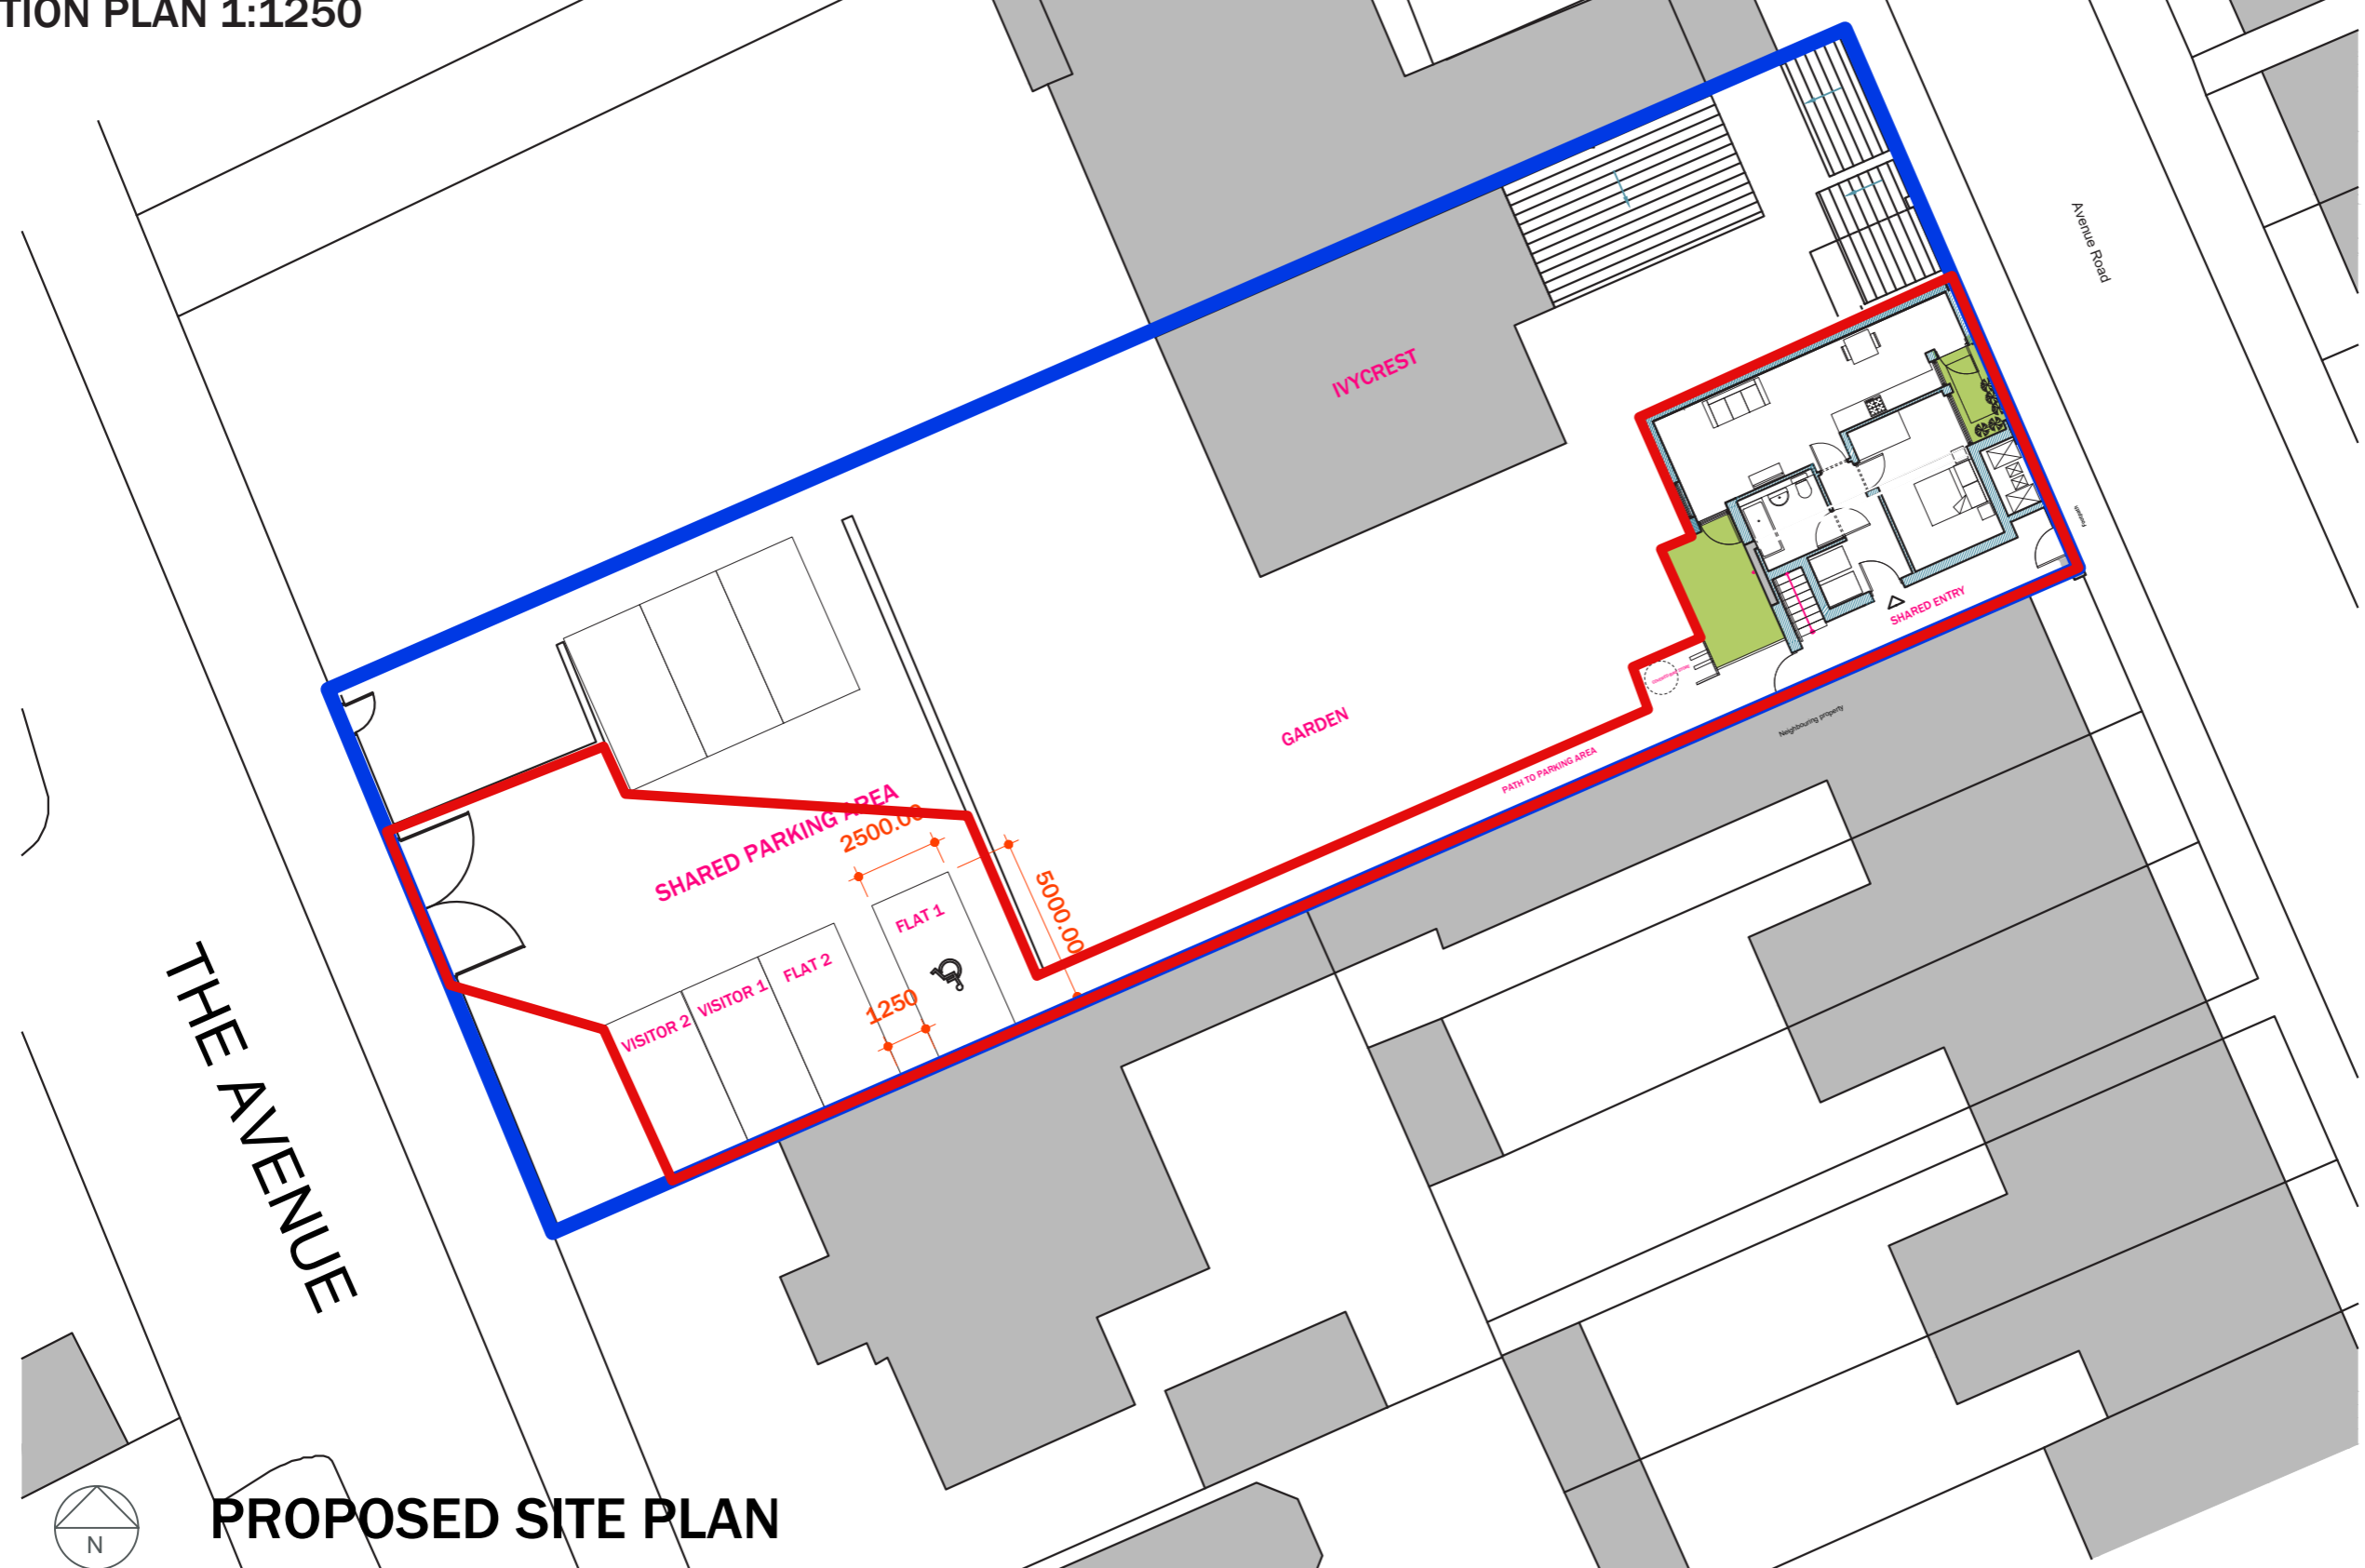 TION PLAN 1:1250
Avenue Road
IVYCREST
Footpath
SHARED ENTRY
GARDEN
Neighbouring property
PATH TO PARKING AREA
SHARED PARKING AREA
2500.00
5000.00
FLAT 1
FLAT 2
VISITOR 1
VISITOR 2
1250
THE AVENUE
PROPOSED SITE PLAN
N